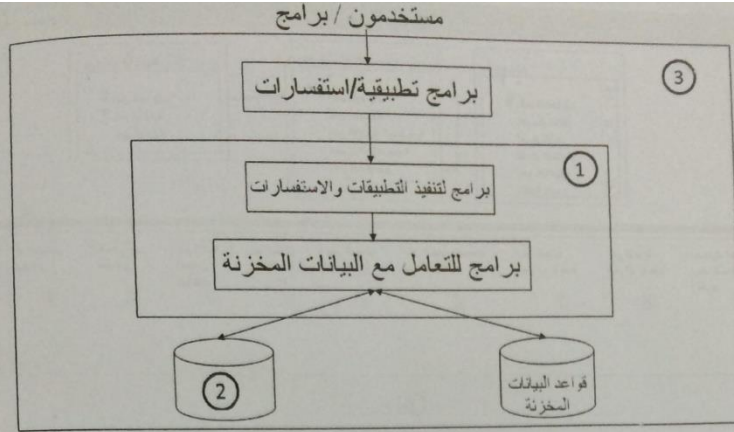 مستخدمون / برامج
3
برامج تطبيقية/استفسارات
1
برامج لتنفيذ التطبيقات والاستفسارات
برامج للتعامل مع البيانات المخزنة
2
قواعد البيانات
المخزنة